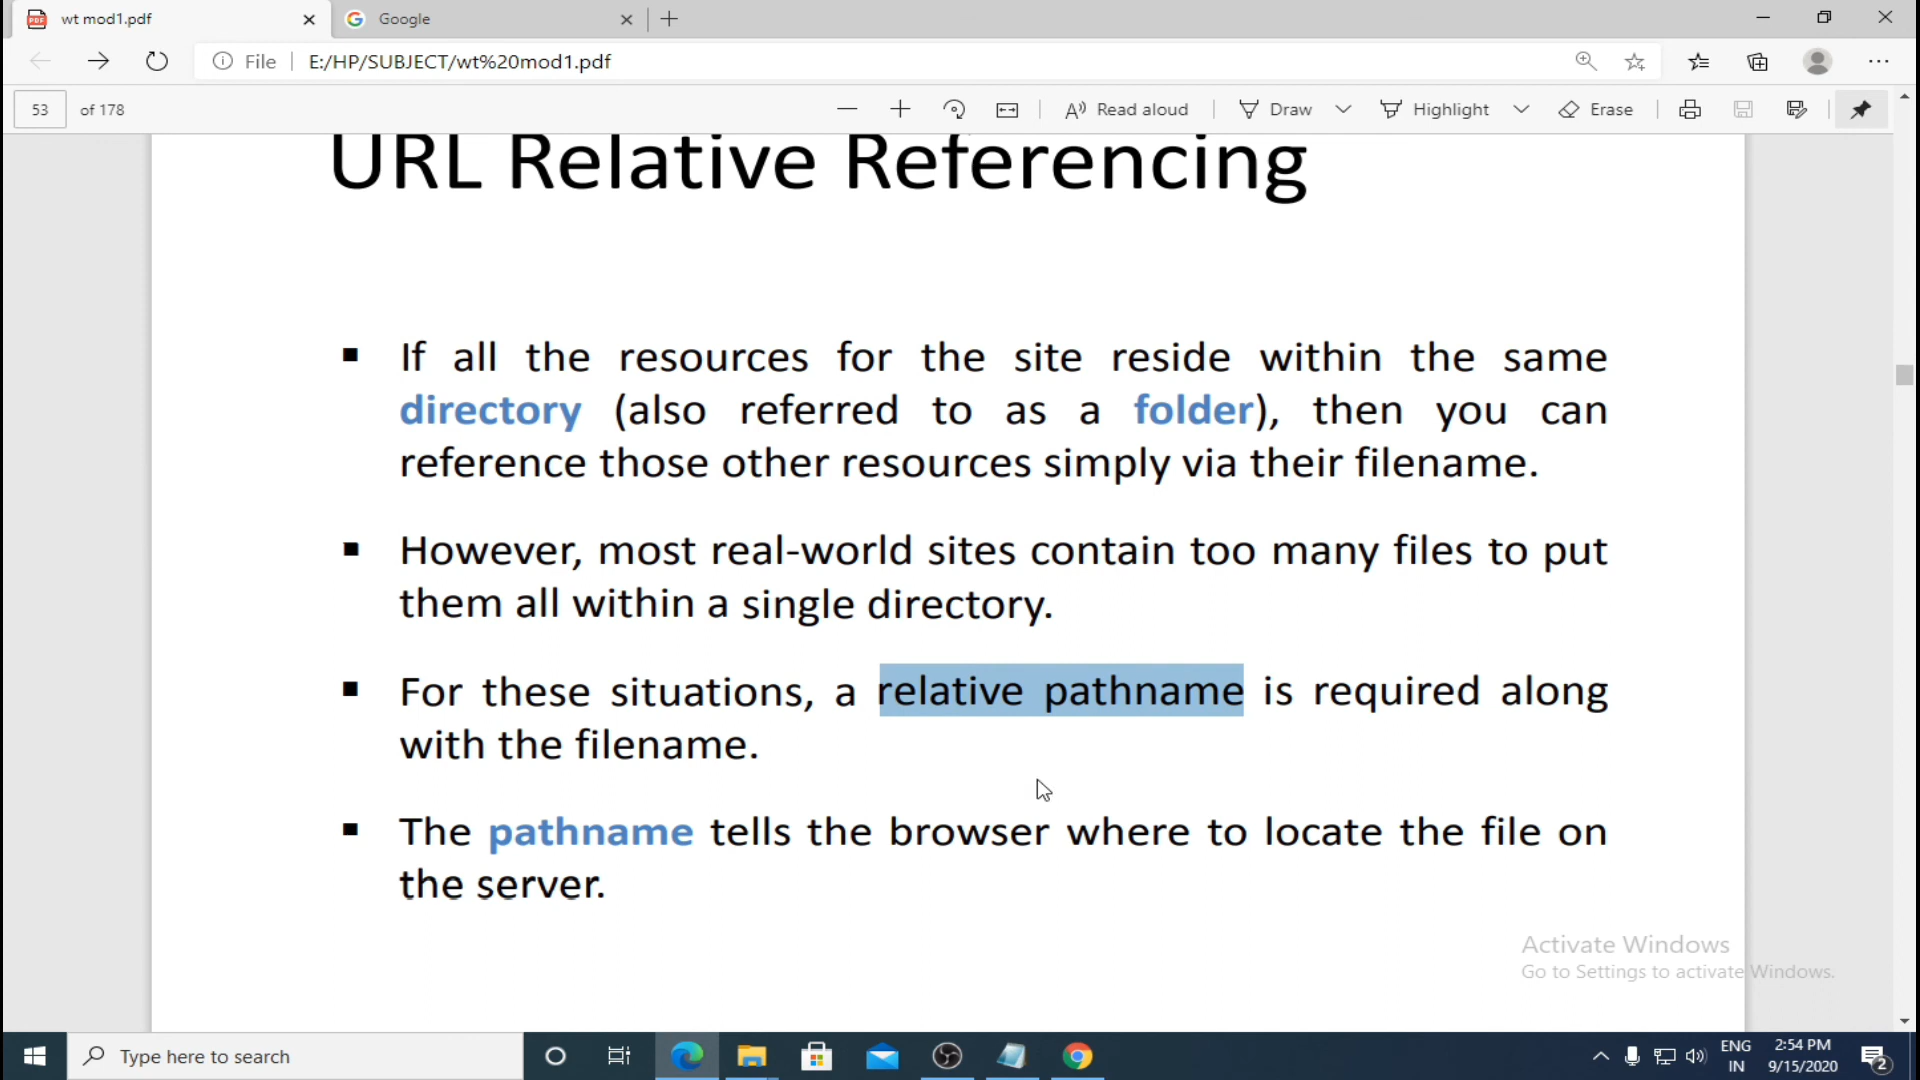 wt mod1.pdf
Google
File
E:/HP/SUBJECT/wt%20mod1.pdf
53 of 178
Read aloud
Draw
Highlight
Erase
URL Relative Referencing
▪ If all the resources for the site reside within the same
directory (also referred to as a folder), then you can
reference those other resources simply via their filename.
▪ However, most real-world sites contain too many files to put
them all within a single directory.
▪ For these situations, a relative pathname is required along
with the filename.
▪ The pathname tells the browser where to locate the file on
the server.
Activate Windows
Go to Settings to activate Windows.
Type here to search
ENG
IN
2:54 PM
9/15/2020
2